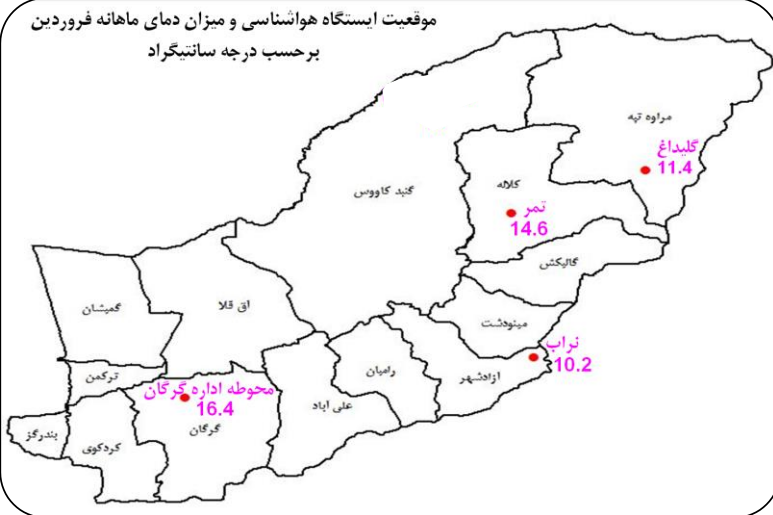 موقعیت ایستگاه هواشناسی و میزان دمای ماهانه فروردین
برحسب درجه سانتیگراد
مراوه تپه
گلیداغ
11.4
کلاله
تمر
14.6
گنبد کاووس
گالیکش
اق قلا
گمیشان
مینودشت
نراب
10.2
ازادشهر
رامیان
ترکمن
محوطه اداره گرگان
16.4
علی آباد
گرگان
کردکوی
بندرگز